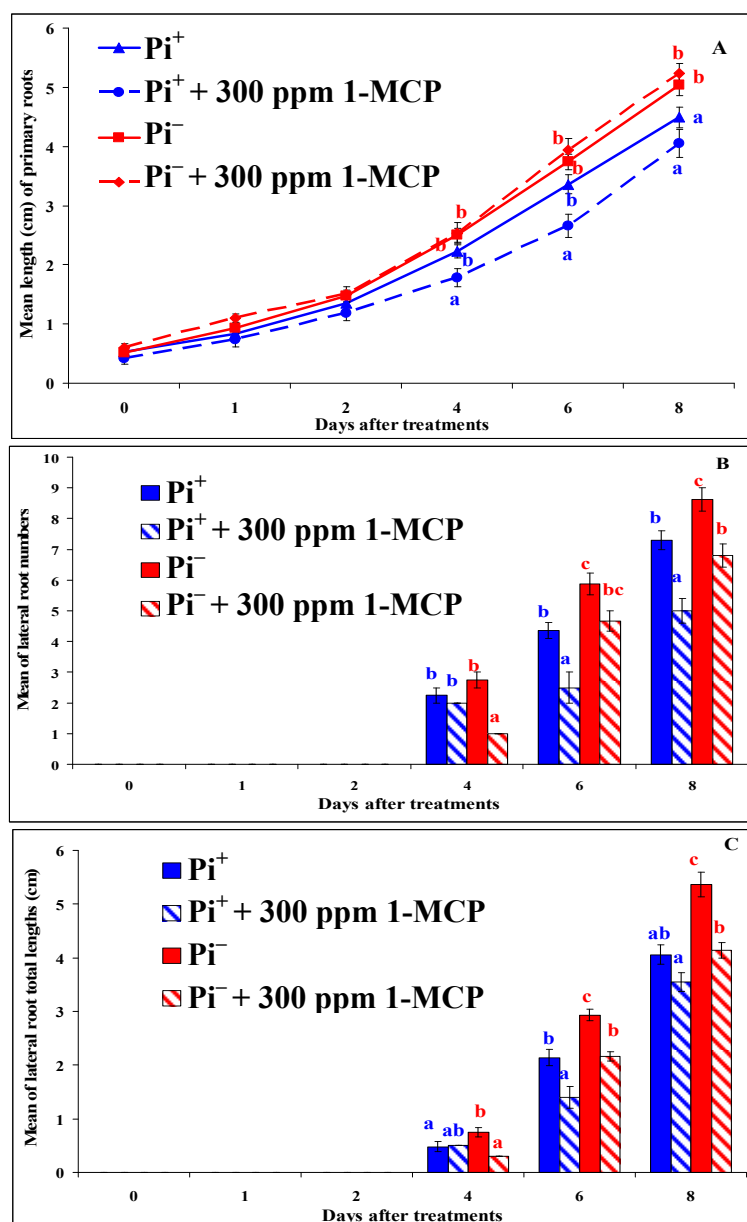 A
Pi⁺
Pi⁺ + 300 ppm 1-MCP
Pi⁻
Pi⁻ + 300 ppm 1-MCP
Mean length (cm) of primary roots
6
5
4
3
2
1
0
b
b
a
a
b
b
b
a
b
b
b
a
0 1 2 4 6 8
Days after treatments
B
Pi⁺
Pi⁺ + 300 ppm 1-MCP
Pi⁻
Pi⁻ + 300 ppm 1-MCP
Mean of lateral root numbers
10
9
8
7
6
5
4
3
2
1
0
b b b a
b a c bc
b a c b
0 1 2 4 6 8
Days after treatments
C
Pi⁺
Pi⁺ + 300 ppm 1-MCP
Pi⁻
Pi⁻ + 300 ppm 1-MCP
Mean of lateral root total lengths (cm)
6
5
4
3
2
1
0
a ab b a
b a c b
ab a c b
0 1 2 4 6 8
Days after treatments